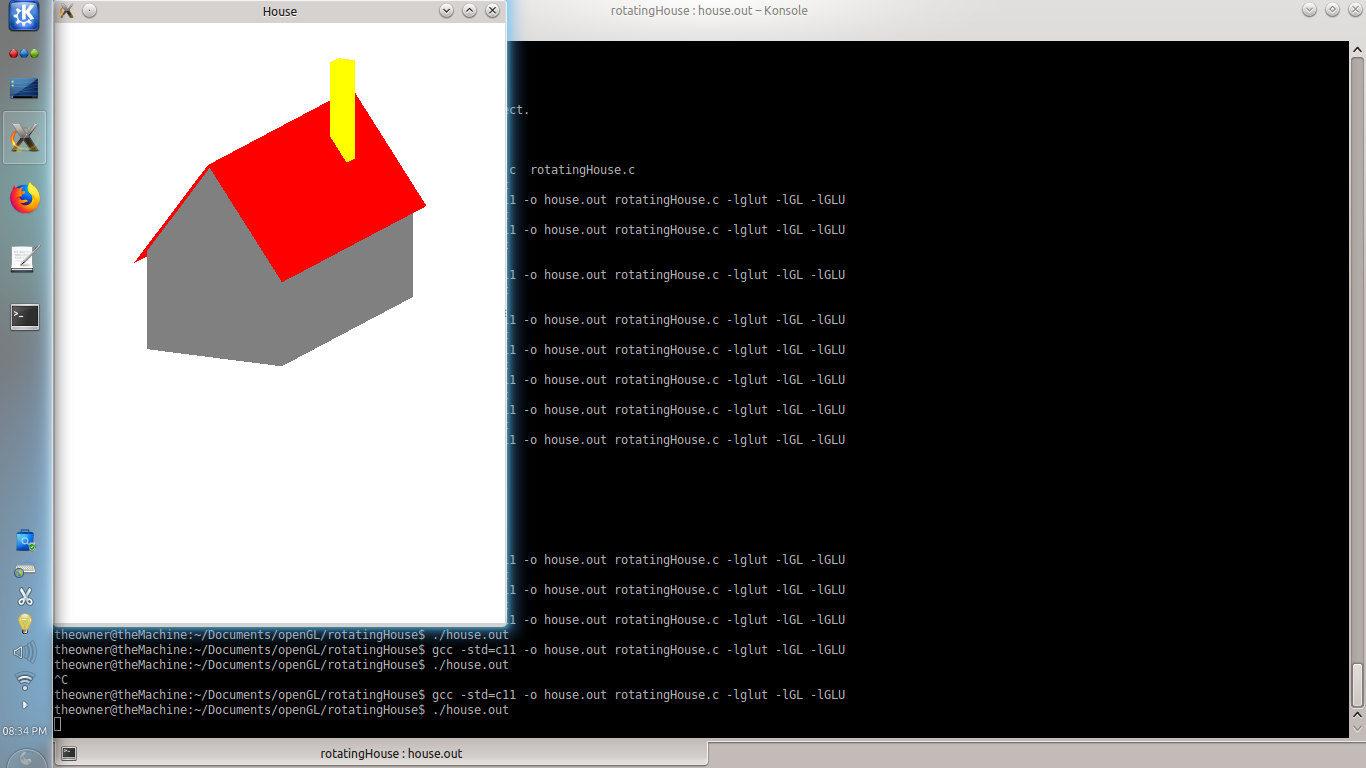 House
rotatingHouse : house.out – Konsole
ect.
c  rotatingHouse.c
11 -o house.out rotatingHouse.c -lglut -lGL -lGLU
11 -o house.out rotatingHouse.c -lglut -lGL -lGLU
11 -o house.out rotatingHouse.c -lglut -lGL -lGLU
11 -o house.out rotatingHouse.c -lglut -lGL -lGLU
11 -o house.out rotatingHouse.c -lglut -lGL -lGLU
11 -o house.out rotatingHouse.c -lglut -lGL -lGLU
11 -o house.out rotatingHouse.c -lglut -lGL -lGLU
11 -o house.out rotatingHouse.c -lglut -lGL -lGLU
11 -o house.out rotatingHouse.c -lglut -lGL -lGLU
11 -o house.out rotatingHouse.c -lglut -lGL -lGLU
11 -o house.out rotatingHouse.c -lglut -lGL -lGLU
theowner@theMachine:~/Documents/openGL/rotatingHouse$ ./house.out
theowner@theMachine:~/Documents/openGL/rotatingHouse$ gcc -std=c11 -o house.out rotatingHouse.c -lglut -lGL -lGLU
theowner@theMachine:~/Documents/openGL/rotatingHouse$ ./house.out
^C
theowner@theMachine:~/Documents/openGL/rotatingHouse$ gcc -std=c11 -o house.out rotatingHouse.c -lglut -lGL -lGLU
theowner@theMachine:~/Documents/openGL/rotatingHouse$ ./house.out
08:34 PM
rotatingHouse : house.out